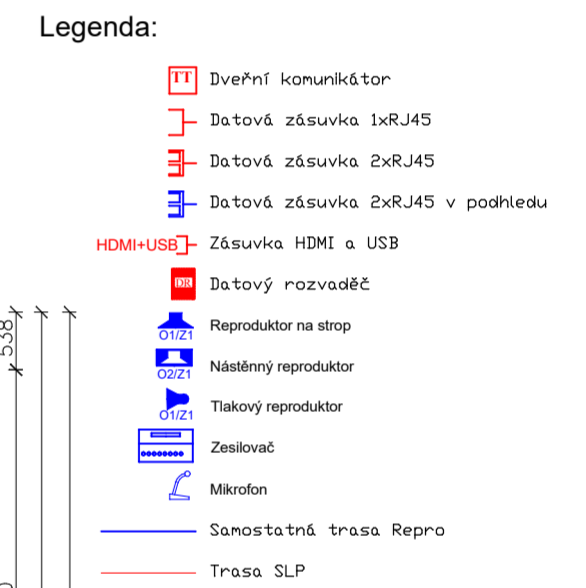 Legenda:
TT Dveřní komunikátor
Datová zásuvka 1xRJ45
Datová zásuvka 2xRJ45
Datová zásuvka 2xRJ45 v podhledu
HDMI+USB Zásuvka HDMI a USB
DR Datový rozvaděč
Reproduktor na strop
O1/Z1
Nástěnný reproduktor
O2/Z1
Tlakový reproduktor
O1/Z1
Zesilovač
Mikrofon
Samostatná trasa Repro
Trasa SLP
538